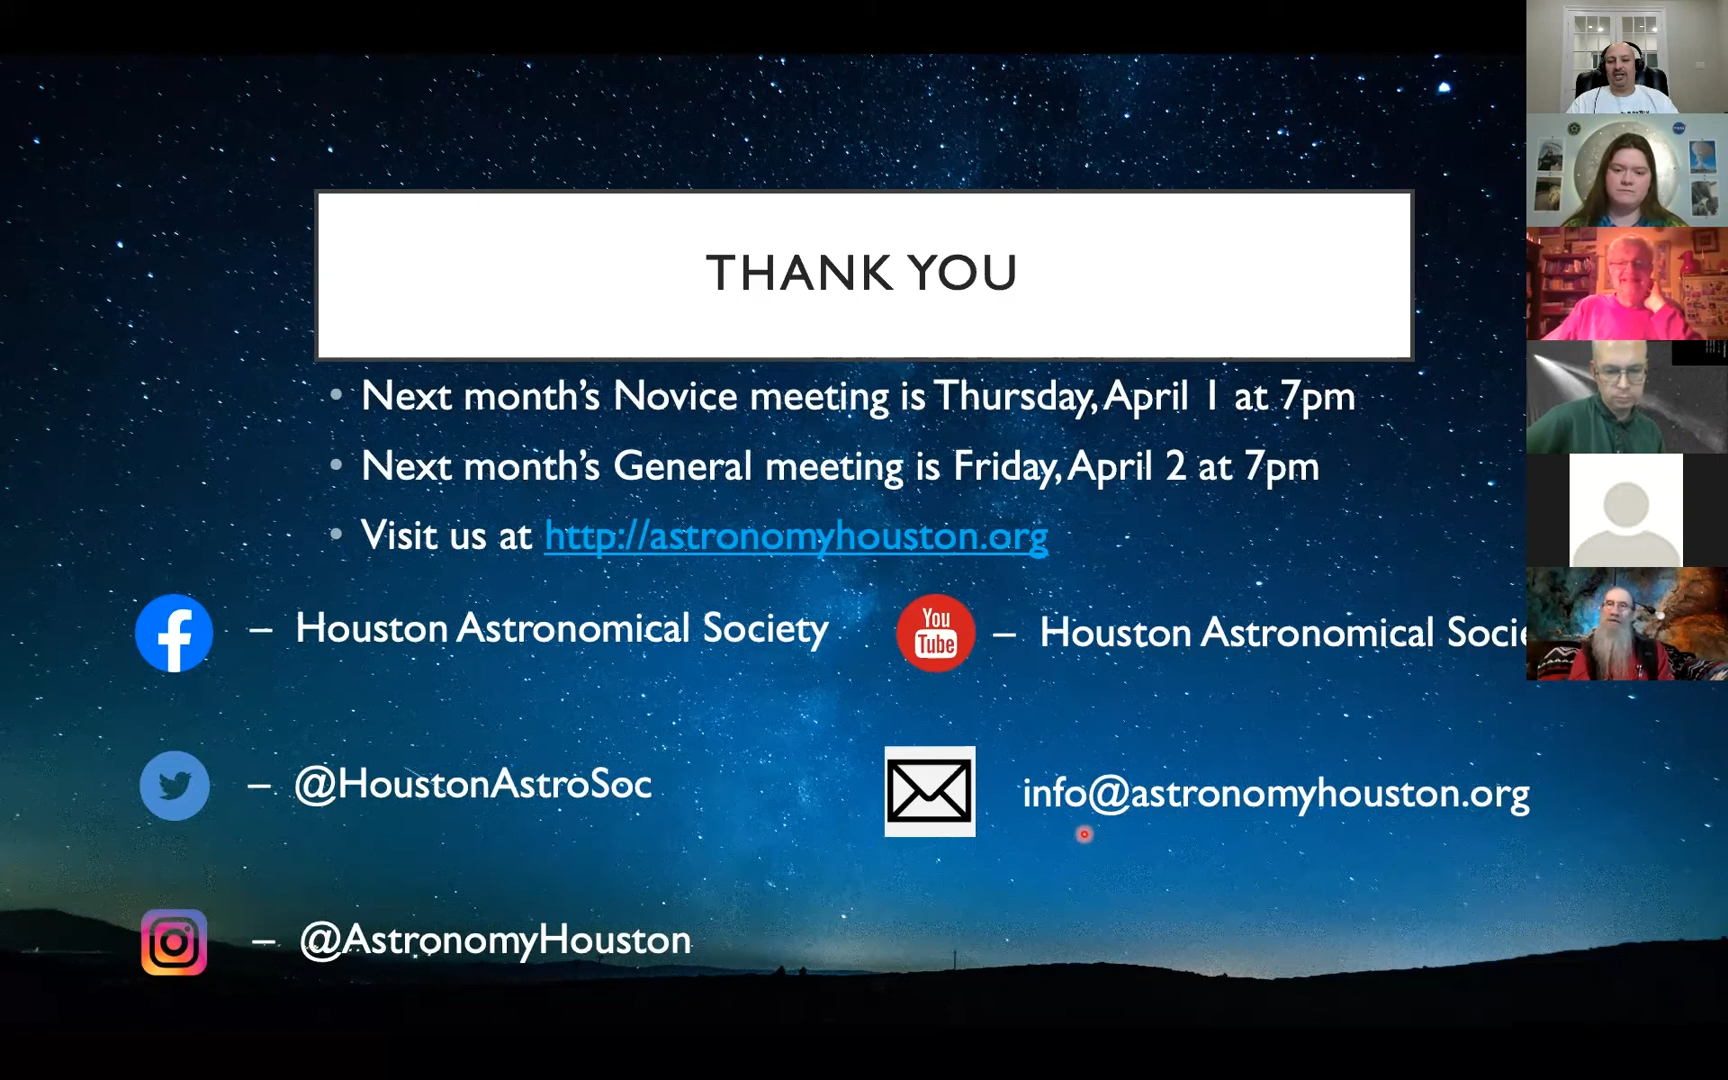 THANK YOU
• Next month's Novice meeting is Thursday, April 1 at 7pm
• Next month's General meeting is Friday, April 2 at 7pm
• Visit us at http://astronomyhouston.org
f – Houston Astronomical Society
You Tube – Houston Astronomical Socie
– @HoustonAstroSoc
info@astronomyhouston.org
– @AstronomyHouston